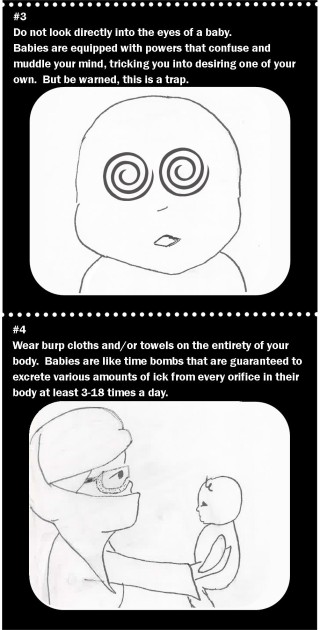 #3
Do not look directly into the eyes of a baby.
Babies are equipped with powers that confuse and
muddle your mind, tricking you into desiring one of your
own.  But be warned, this is a trap.
#4
Wear burp cloths and/or towels on the entirety of your
body.  Babies are like time bombs that are guaranteed to
excrete various amounts of ick from every orifice in their
body at least 3-18 times a day.